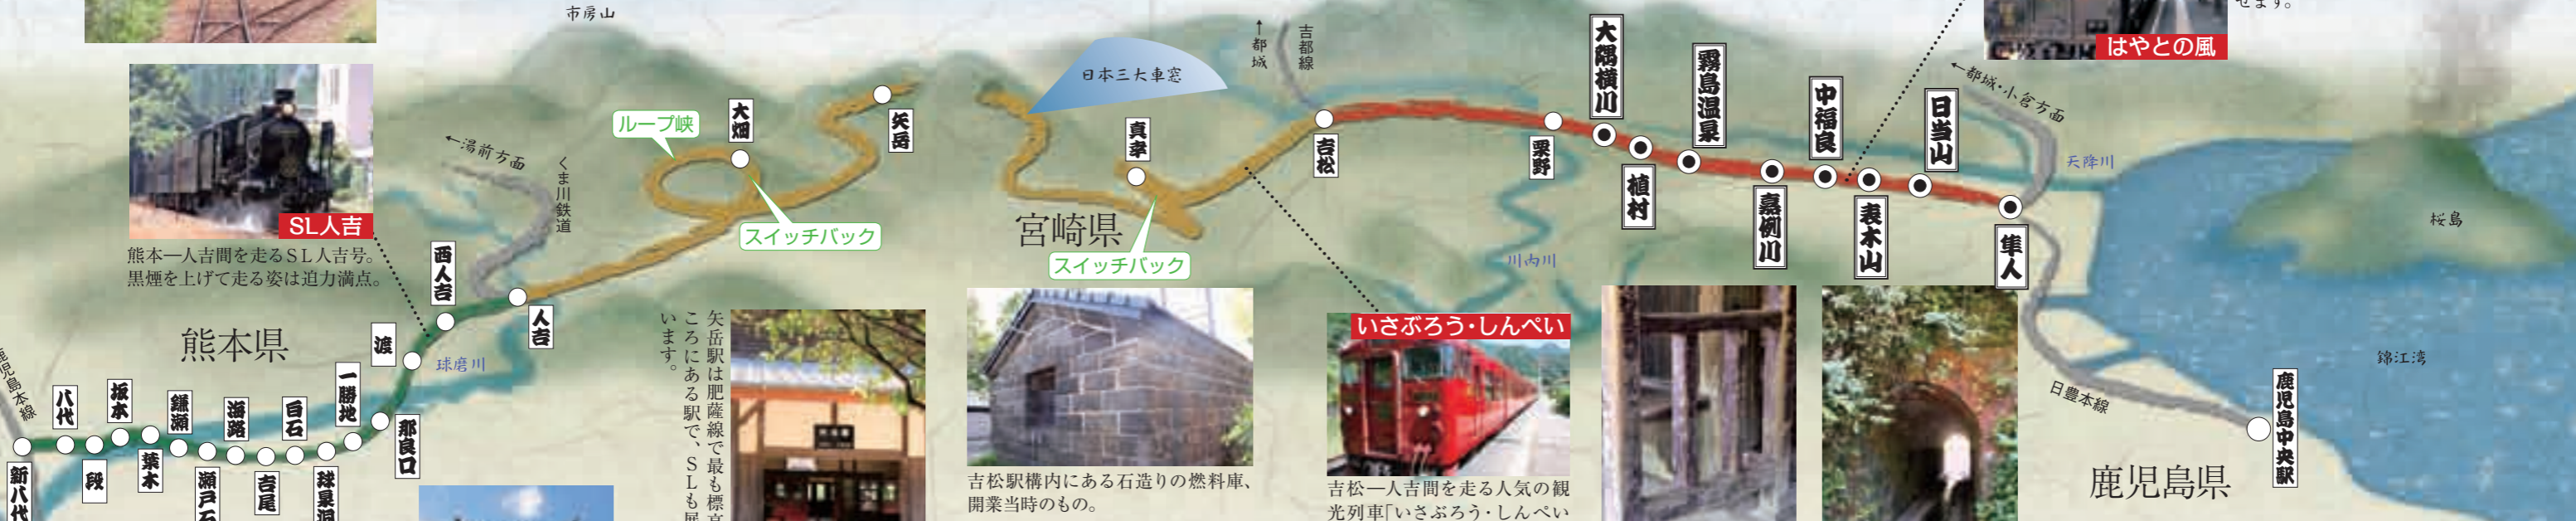 市房山
せます。
はやとの風
日本三大車窓
←都城
吉都線
←都城・小倉方面
天降川
桜島
錦江湾
SL人吉
熊本―人吉間を走るSL人吉号。
黒煙を上げて走る姿は迫力満点。
←湯前方面
くま川鉄道
ループ峡
スイッチバック
スイッチバック
熊本県
宮崎県
鹿児島県
球磨川
川内川
児島本線
日豊本線
新八代
八代
段
坂本
葉木
鎌瀬
瀬戸石
海路
吉尾
白石
球泉洞
一勝地
那良口
渡
西人吉
人吉
大畑
矢岳
真幸
吉松
栗野
大隅横川
植村
霧島温泉
嘉例川
中福良
表木山
日当山
隼人
鹿児島中央駅
矢岳駅は肥薩線で最も標高
ころにある駅で、SLも展
います。
吉松駅構内にある石造りの燃料庫、
開業当時のもの。
いさぶろう・しんぺい
吉松―人吉間を走る人気の観
光列車「いさぶろう・しんぺい